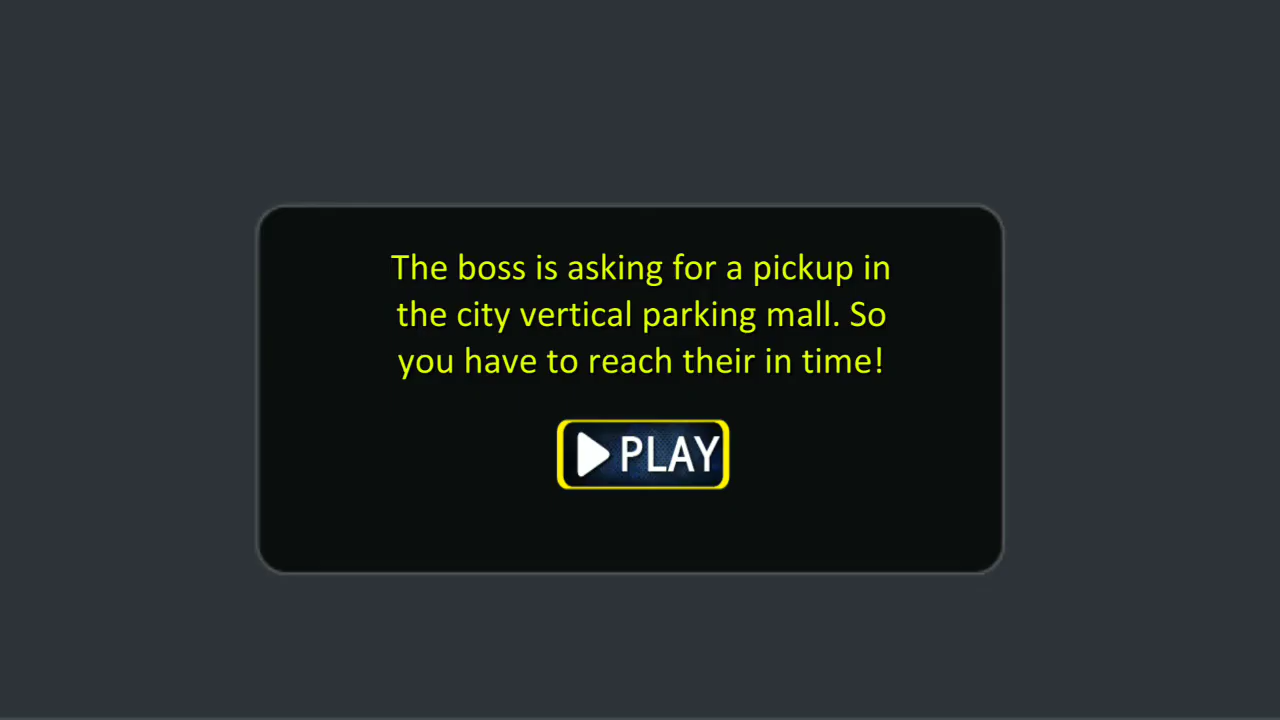 The boss is asking for a pickup in
the city vertical parking mall. So
you have to reach their in time!
PLAY